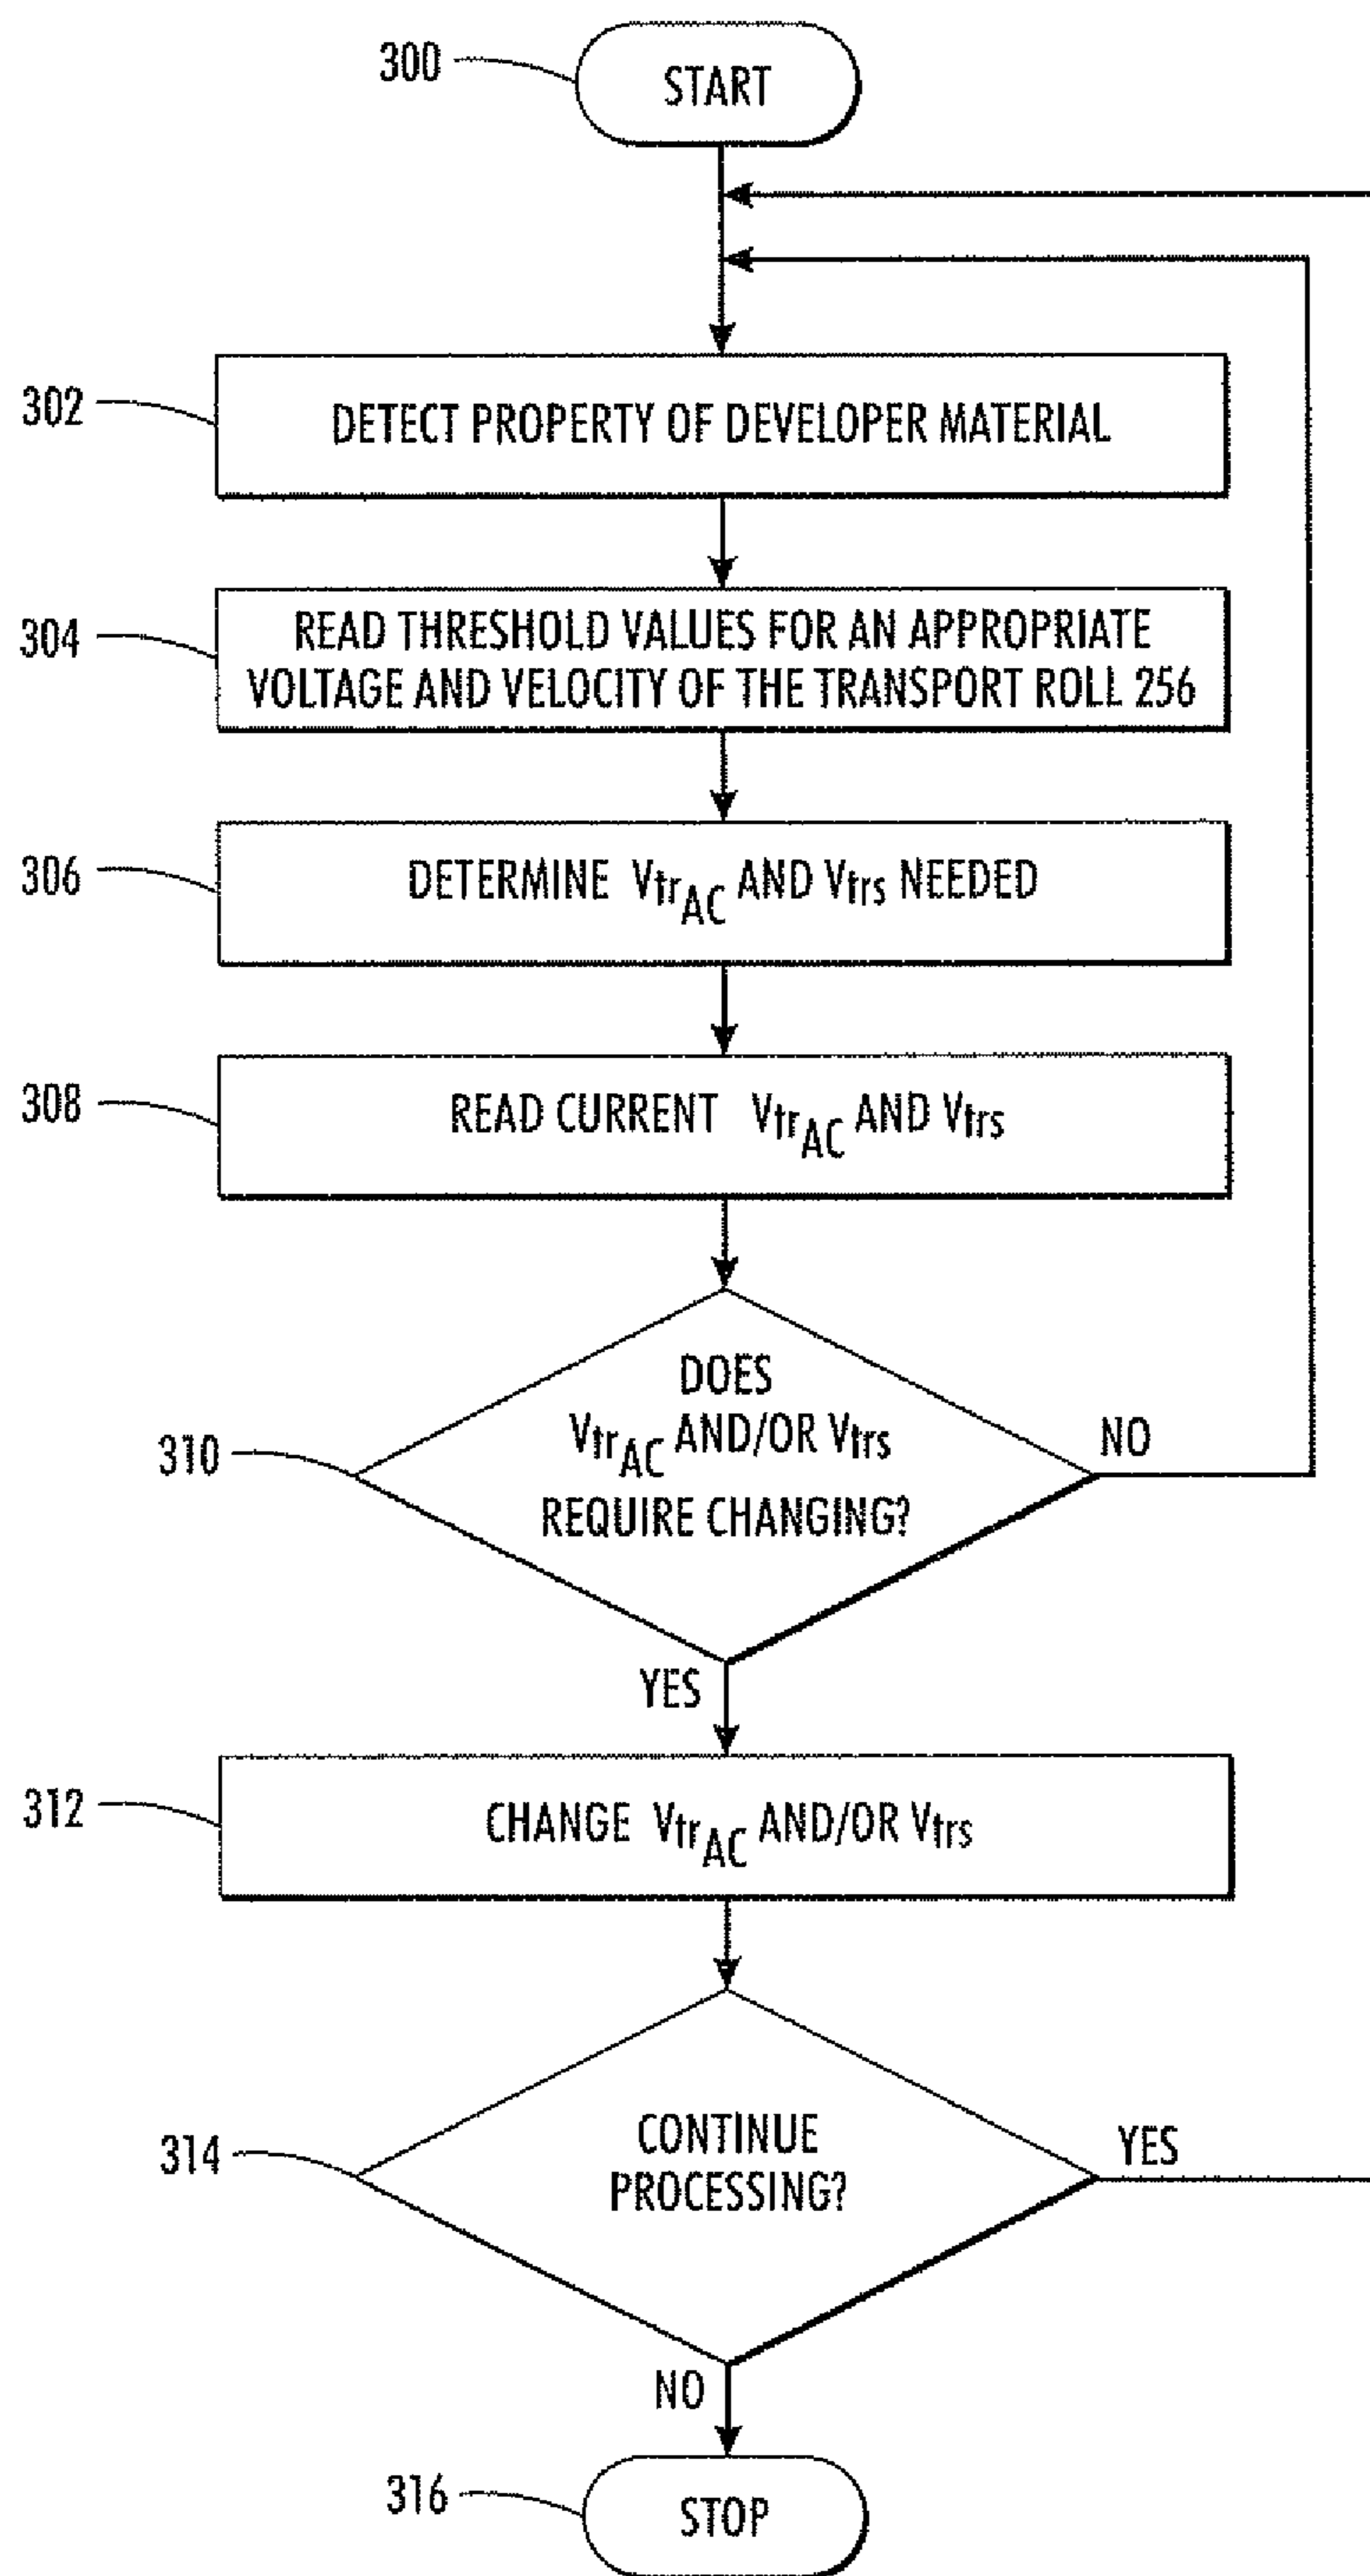 300
START
302
DETECT PROPERTY OF DEVELOPER MATERIAL
304
READ THRESHOLD VALUES FOR AN APPROPRIATE
VOLTAGE AND VELOCITY OF THE TRANSPORT ROLL 256
306
DETERMINE VtrAC AND Vtrs NEEDED
308
READ CURRENT VtrAC AND Vtrs
310
DOES
VtrAC AND/OR Vtrs
REQUIRE CHANGING?
NO
YES
312
CHANGE VtrAC AND/OR Vtrs
314
CONTINUE
PROCESSING?
YES
NO
316
STOP